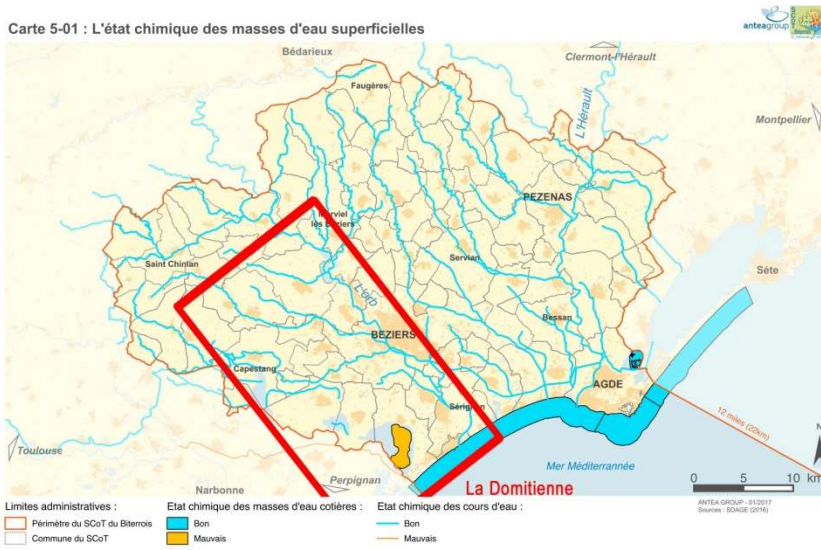 Carte 5-01 : L'état chimique des masses d'eau superficielles
anteagroup
Bédarieux
Clermont-l'Hérault
Faugères
L'Hérault
Montpellier
PEZENAS
Murviel
lès Béziers
Saint Chinian
Servian
Sète
L'orb
BEZIERS
Bessan
Capestang
AGDE
Sérignan
12 miles (22km)
N
Toulouse
Mer Méditerrannée
0 5 10 km
Narbonne
Perpignan
La Domitienne
ANTEA GROUP - 01/2017
Sources : SDAGE (2016)
Limites administratives :
Périmètre du SCoT du Biterrois
Commune du SCoT
Etat chimique des masses d'eau cotières :
Bon
Mauvais
Etat chimique des cours d'eau :
Bon
Mauvais